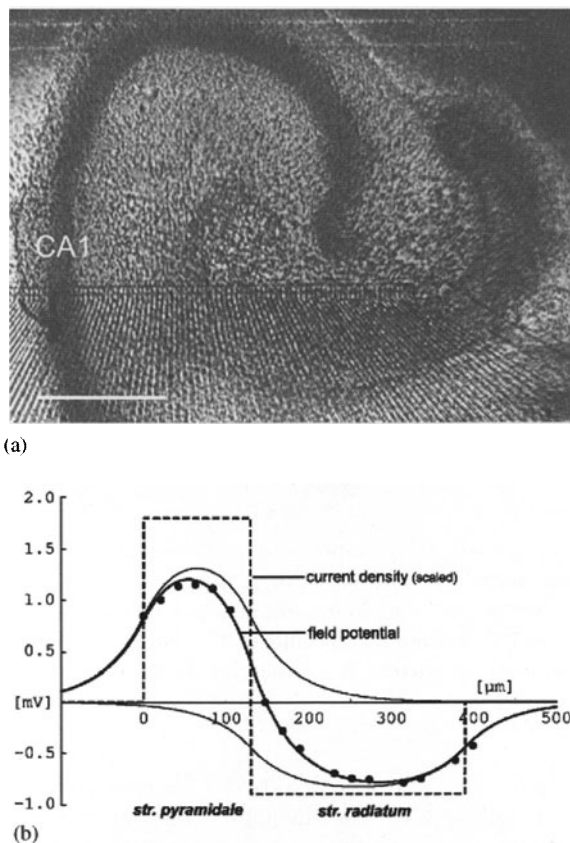 CA1
(a)
2.0
1.5
1.0
0.5
[mV]
-0.5
-1.0
current density (scaled)
field potential
[µm]
0 100 200 300 400 500
str. pyramidale str. radiatum
(b)